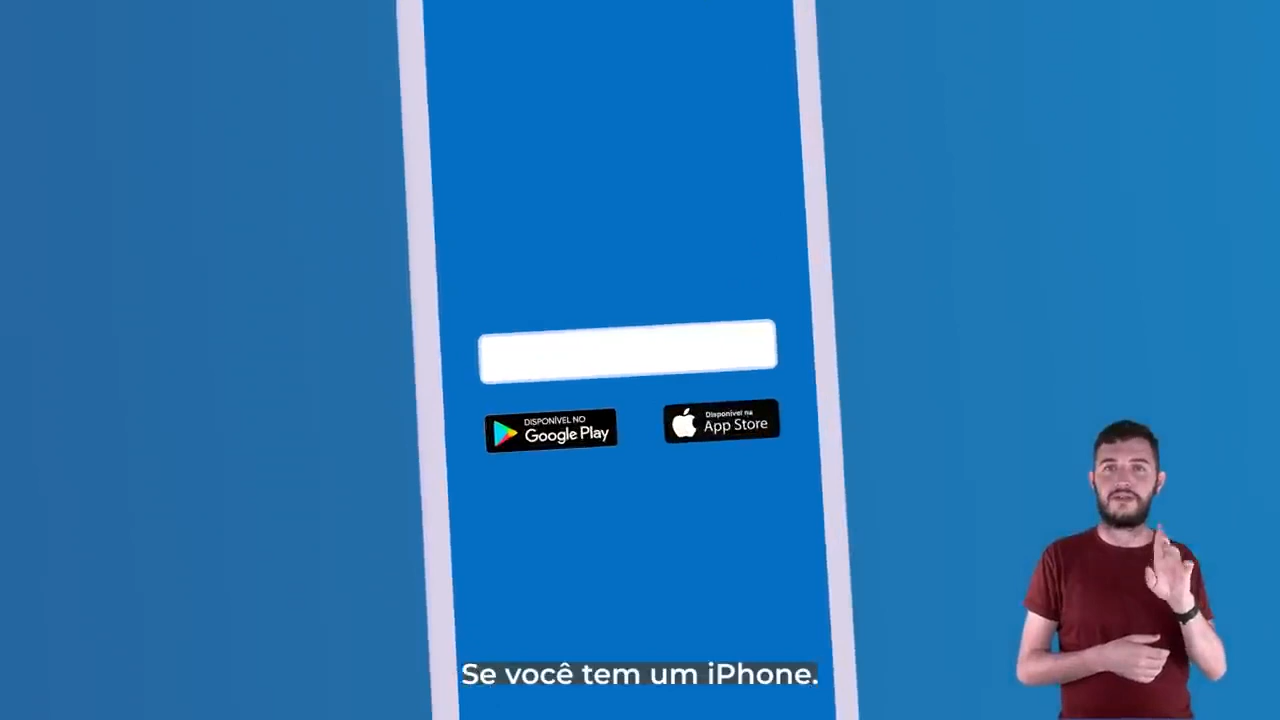 DISPONÍVEL NO
Google Play
Disponível na
App Store
Se você tem um iPhone.